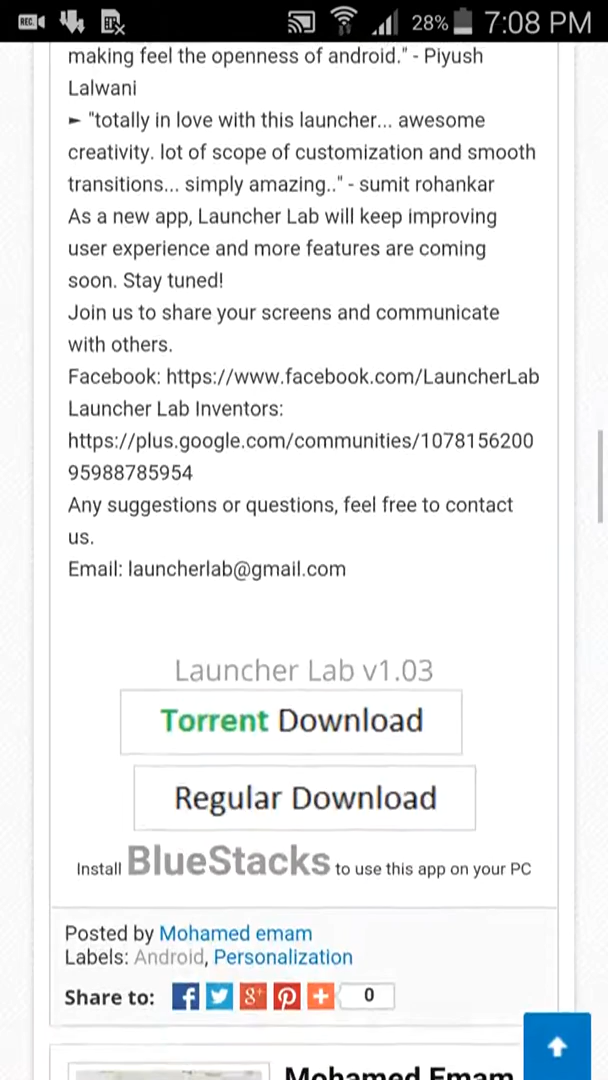 REC 28% 7:08 PM
making feel the openness of android." - Piyush
Lalwani
► "totally in love with this launcher... awesome
creativity. lot of scope of customization and smooth
transitions... simply amazing.." - sumit rohankar
As a new app, Launcher Lab will keep improving
user experience and more features are coming
soon. Stay tuned!
Join us to share your screens and communicate
with others.
Facebook: https://www.facebook.com/LauncherLab
Launcher Lab Inventors:
https://plus.google.com/communities/1078156200
95988785954
Any suggestions or questions, feel free to contact
us.
Email: launcherlab@gmail.com
Launcher Lab v1.03
Torrent Download
Regular Download
Install BlueStacks to use this app on your PC
Posted by Mohamed emam
Labels: Android, Personalization
Share to: f g+ + 0
Mohamed Emam